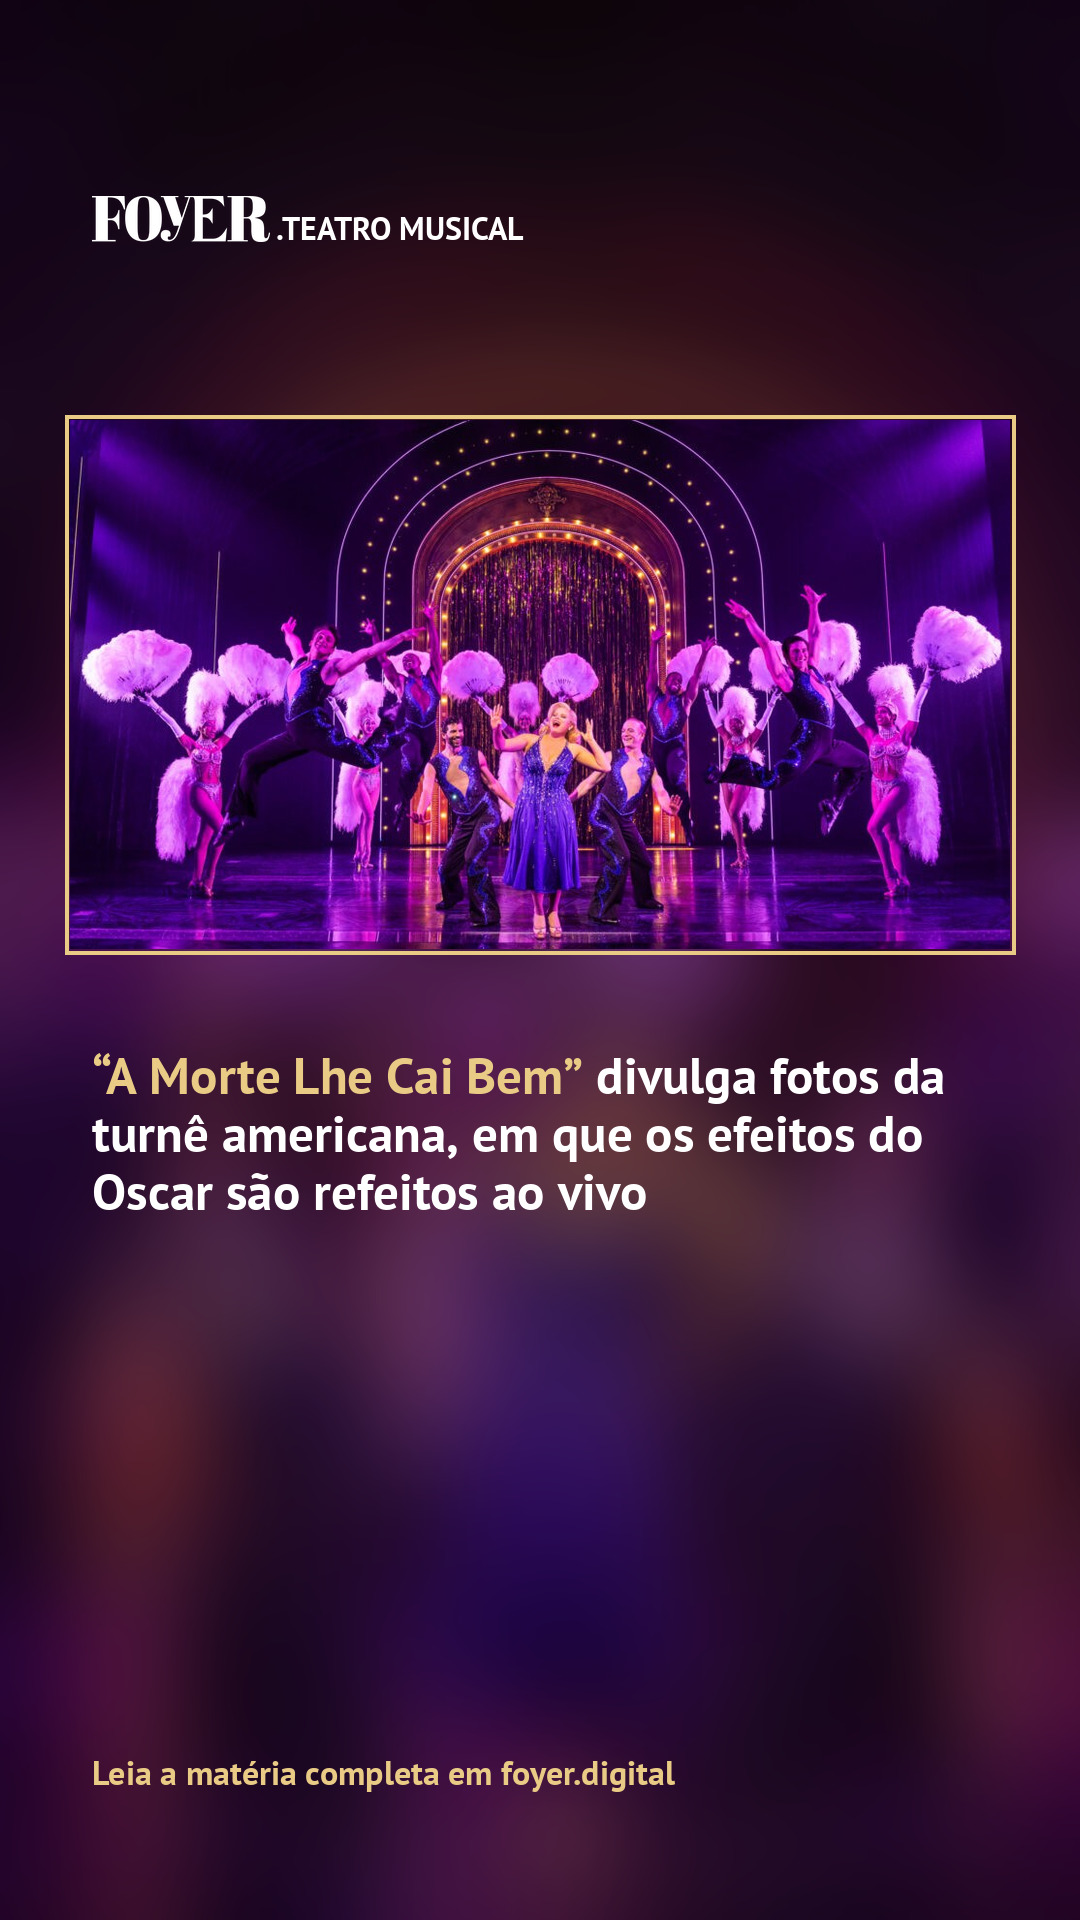 FOYER .TEATRO MUSICAL
“A Morte Lhe Cai Bem” divulga fotos da
turnê americana, em que os efeitos do
Oscar são refeitos ao vivo
Leia a matéria completa em foyer.digital